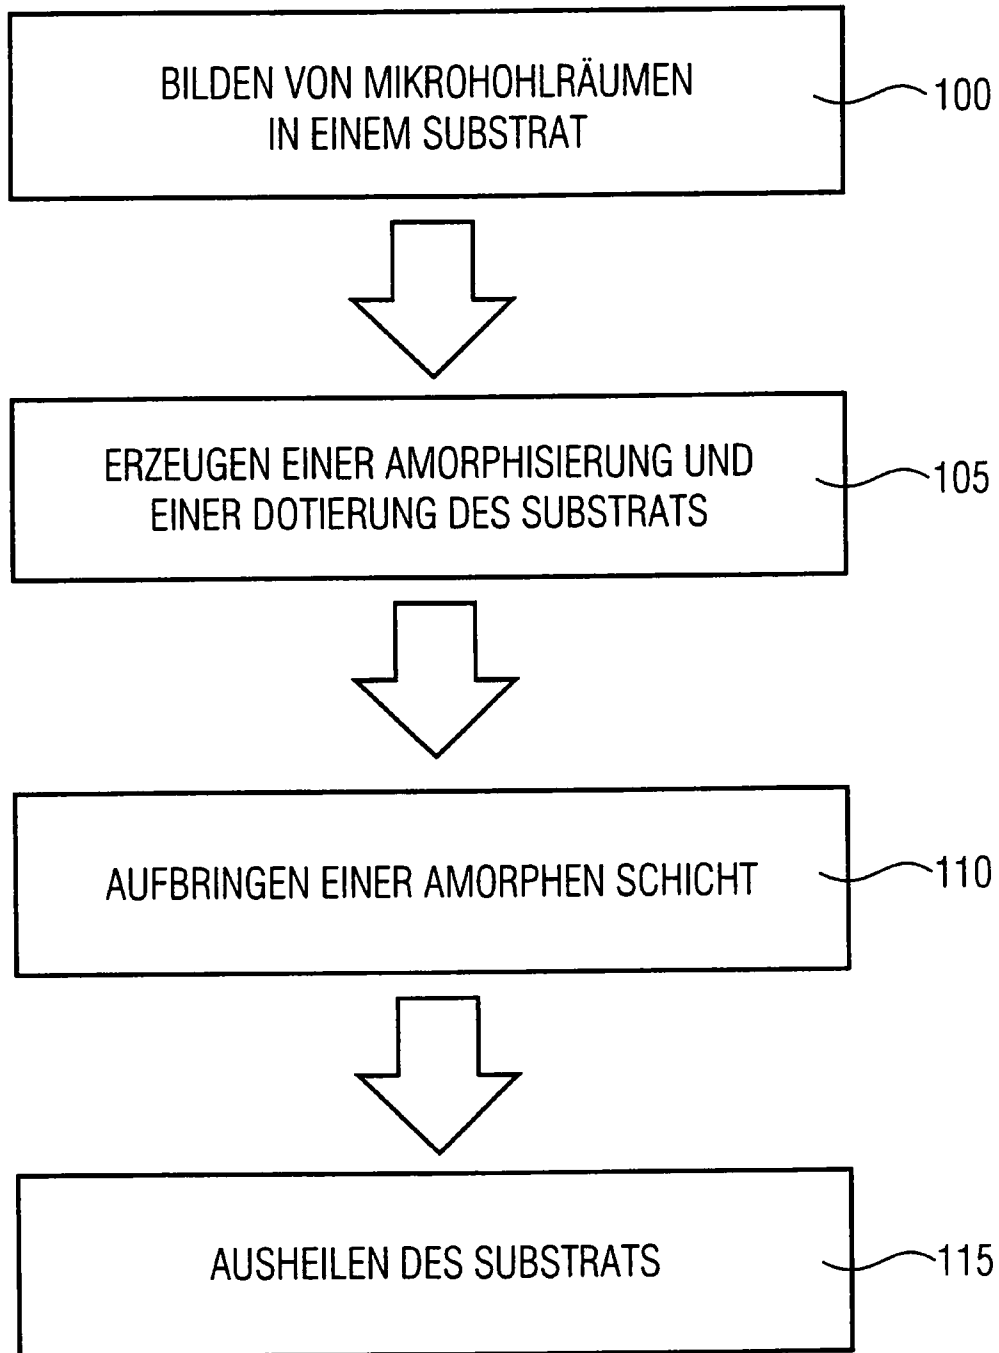 BILDEN VON MIKROHOHLRÄUMEN
IN EINEM SUBSTRAT
100
ERZEUGEN EINER AMORPHISIERUNG UND
EINER DOTIERUNG DES SUBSTRATS
105
AUFBRINGEN EINER AMORPHEN SCHICHT
110
AUSHEILEN DES SUBSTRATS
115